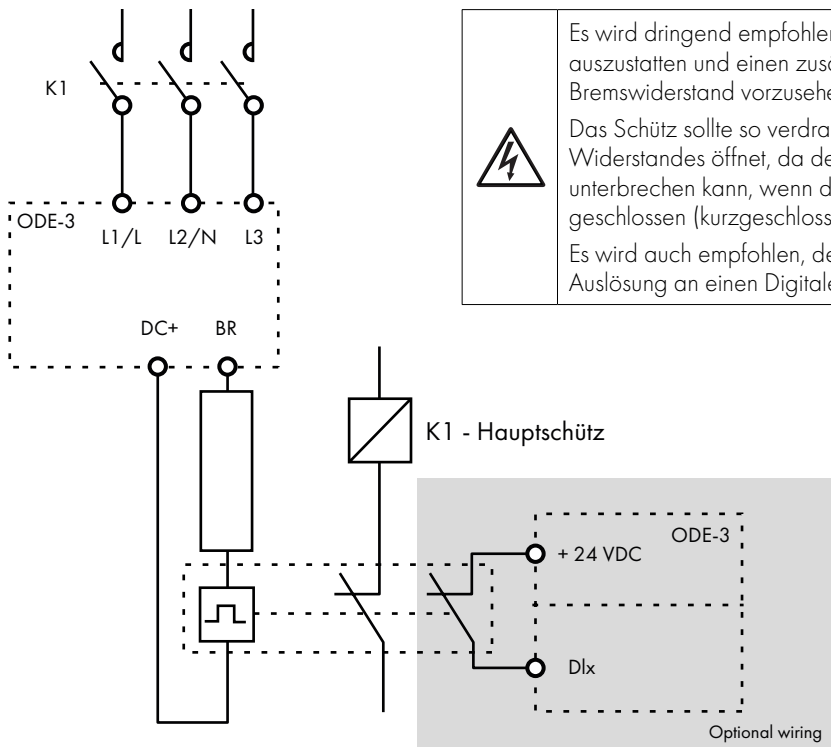 K1
ODE-3
L1/L L2/N L3
DC+ BR
Es wird dringend empfohlen
auszustatten und einen
Bremswiderstand vorzusehe
Das Schütz sollte so verdra
Widerstandes öffnet, da de
unterbrechen kann, wenn d
geschlossen (kurzgeschloss
Es wird auch empfohlen, de
Auslösung an einen Digitale
K1 - Hauptschütz
ODE-3
+ 24 VDC
DIx
Optional wiring